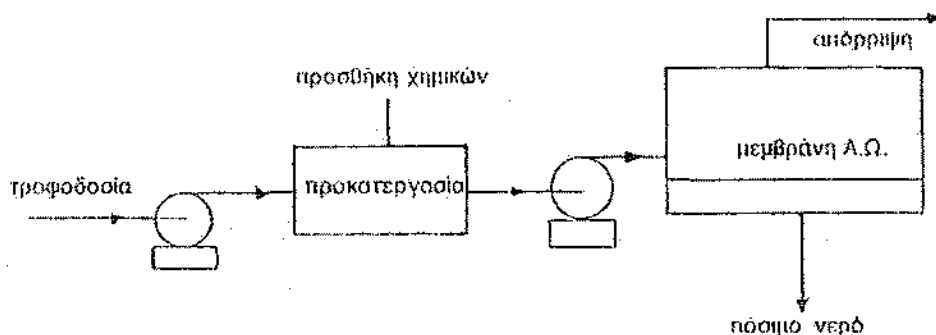 απόρριψη
προσθήκη χημικών
μεμβράνη Α.Ω.
τροφοδοσία
προκατεργασία
πόσιμο νερό